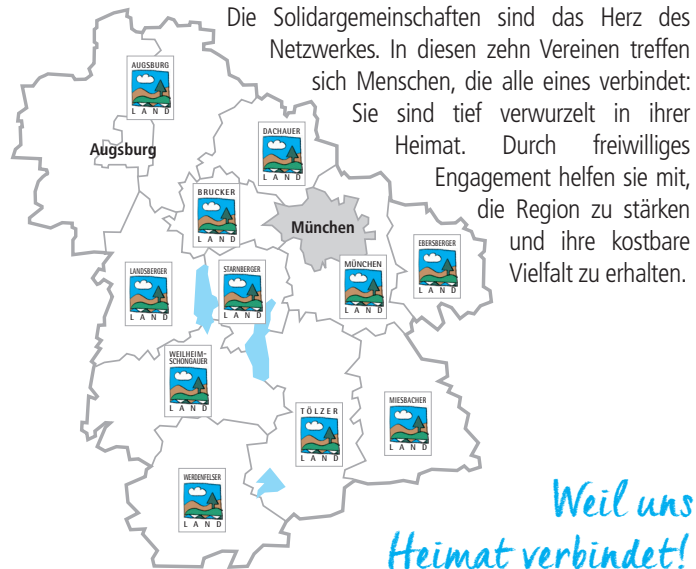 Die Solidargemeinschaften sind das Herz des
Netzwerkes. In diesen zehn Vereinen treffen
sich Menschen, die alle eines verbindet:
Sie sind tief verwurzelt in ihrer
Heimat. Durch freiwilliges
Engagement helfen sie mit,
die Region zu stärken
und ihre kostbare
Vielfalt zu erhalten.
AUGSBURG
LAND
Augsburg
DACHAUER
LAND
BRUCKER
LAND
München
EBERSBERGER
LAND
LANDSBERGER
LAND
STARNBERGER
LAND
MÜNCHEN
LAND
WEILHEIM-
SCHONGAUER
LAND
TÖLZER
LAND
MIESBACHER
LAND
WERDENFELSER
LAND
Weil uns
Heimat verbindet!